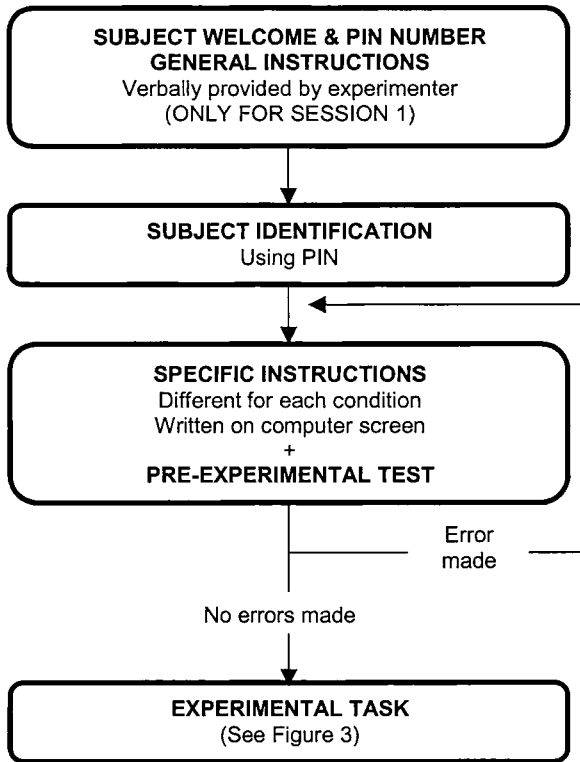 SUBJECT WELCOME & PIN NUMBER
GENERAL INSTRUCTIONS
Verbally provided by experimenter
(ONLY FOR SESSION 1)
SUBJECT IDENTIFICATION
Using PIN
SPECIFIC INSTRUCTIONS
Different for each condition
Written on computer screen
+
PRE-EXPERIMENTAL TEST
Error
made
No errors made
EXPERIMENTAL TASK
(See Figure 3)